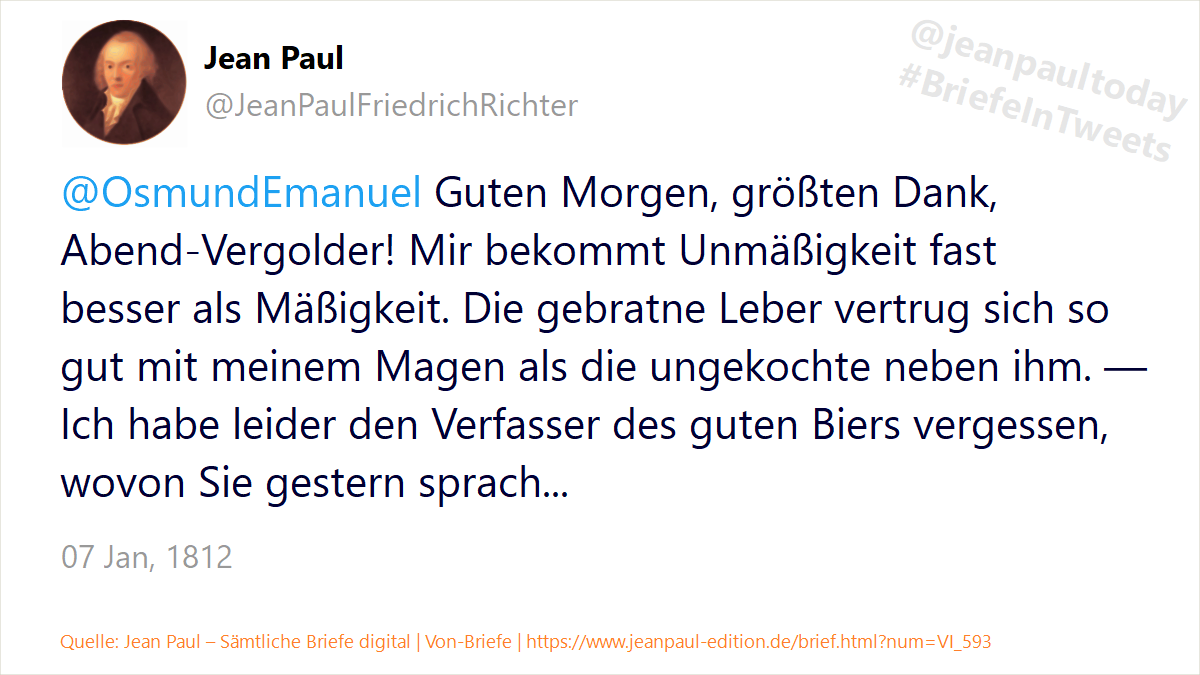 Jean Paul
@JeanPaulFriedrichRichter
@jeanpaultoday
#BriefeInTweets
@OsmundEmanuel Guten Morgen, größten Dank,
Abend-Vergolder! Mir bekommt Unmäßigkeit fast
besser als Mäßigkeit. Die gebratne Leber vertrug sich so
gut mit meinem Magen als die ungekochte neben ihm. —
Ich habe leider den Verfasser des guten Biers vergessen,
wovon Sie gestern sprach...
07 Jan, 1812
Quelle: Jean Paul – Sämtliche Briefe digital | Von-Briefe | https://www.jeanpaul-edition.de/brief.html?num=VI_593